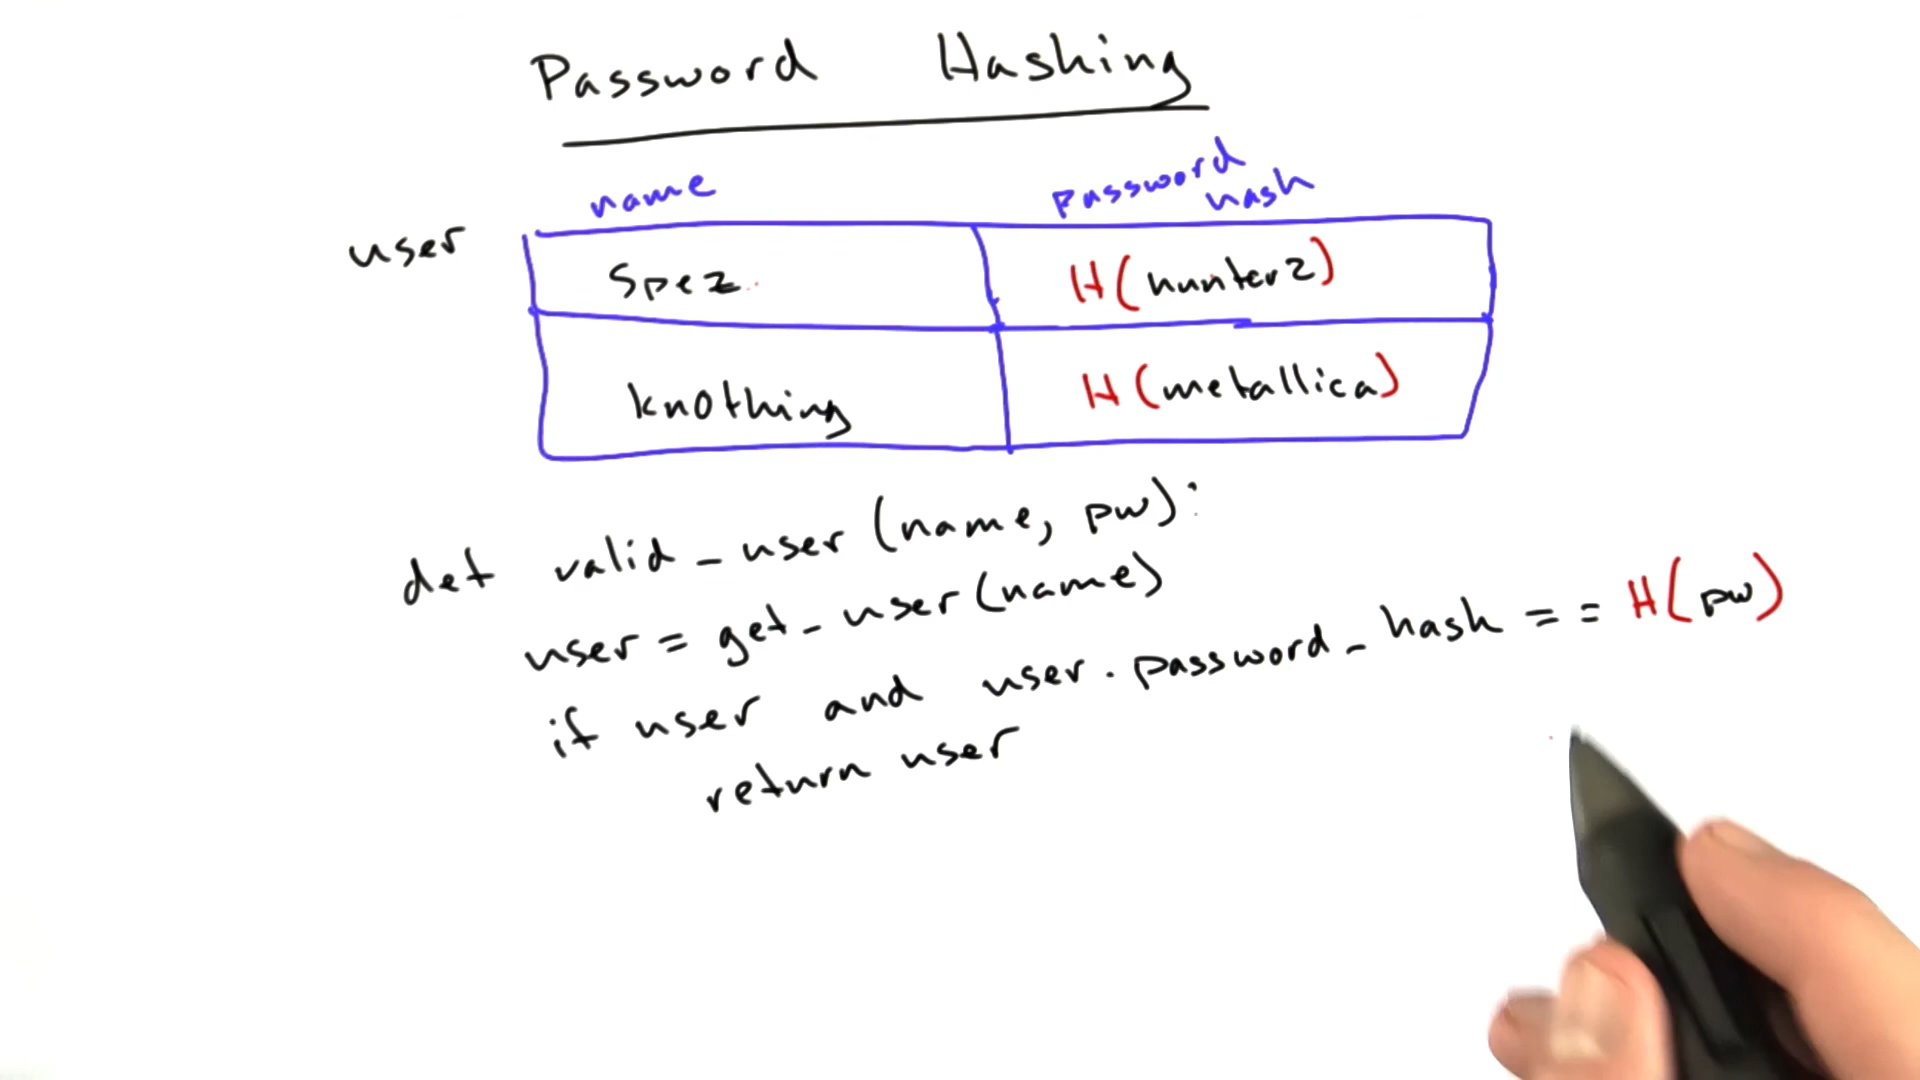 Password Hashing
name password hash
user
Spez H(hunter2)
kn0thing H(metallica)
def valid_user(name, pw):
user = get_user(name)
if user and user.password_hash == H(pw)
return user